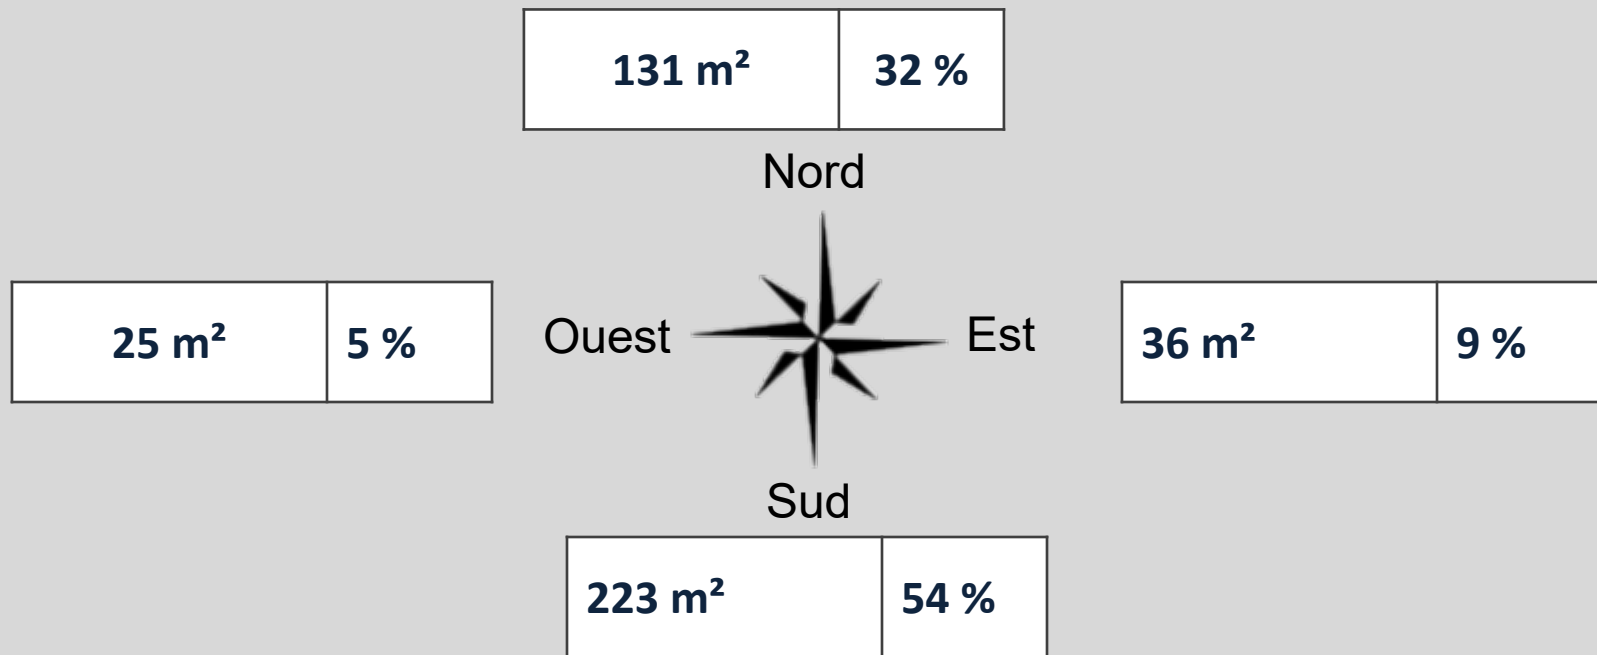 131 m² 32 %
Nord
25 m² 5 % Ouest Est 36 m² 9 %
Sud
223 m² 54 %